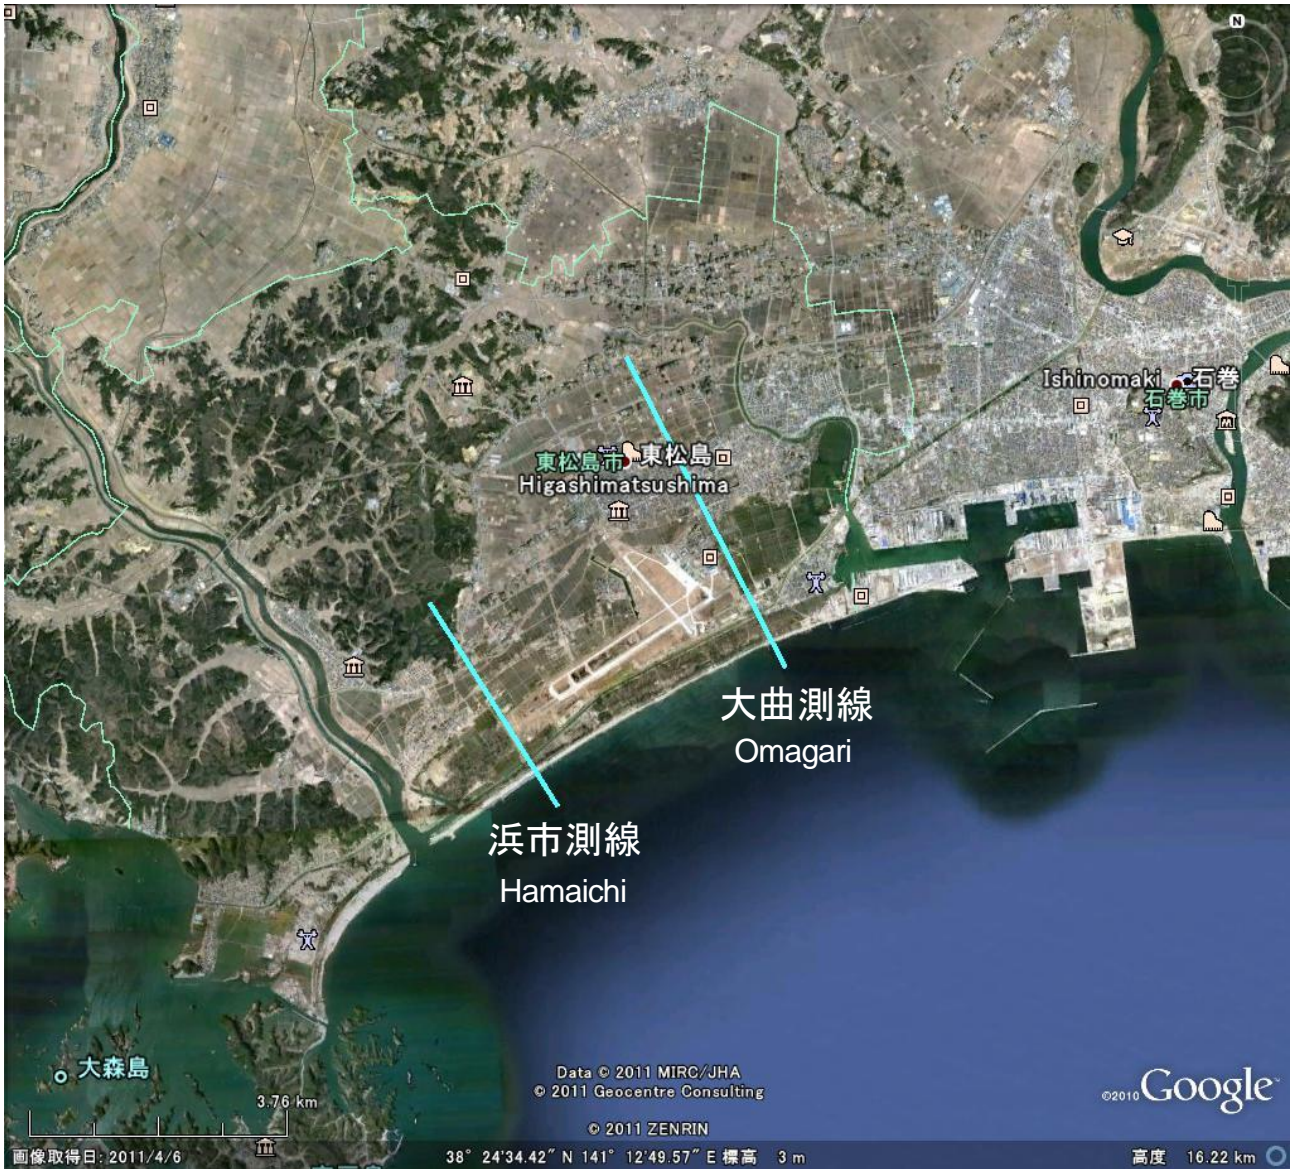 N
Ishinomaki 石巻
石巻市
東松島市 東松島
Higashimatsushima
大曲測線
Omagari
浜市測線
Hamaichi
大森島
3.76 km
Data © 2011 MIRC/JHA
© 2011 Geocentre Consulting
© 2011 ZENRIN
©2010 Google
画像取得日: 2011/4/6
38° 24'34.42" N 141° 12'49.57" E 標高 3 m
高度 16.22 km